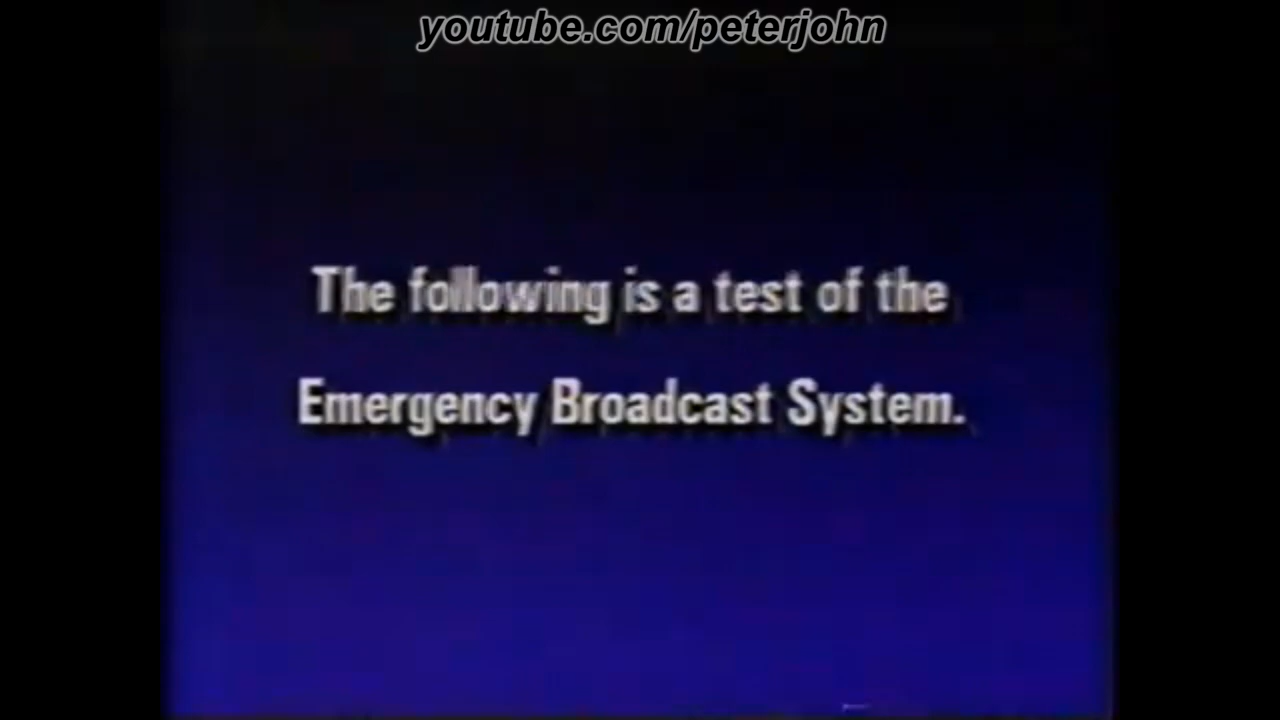 youtube.com/peterjohn
The following is a test of the
Emergency Broadcast System.